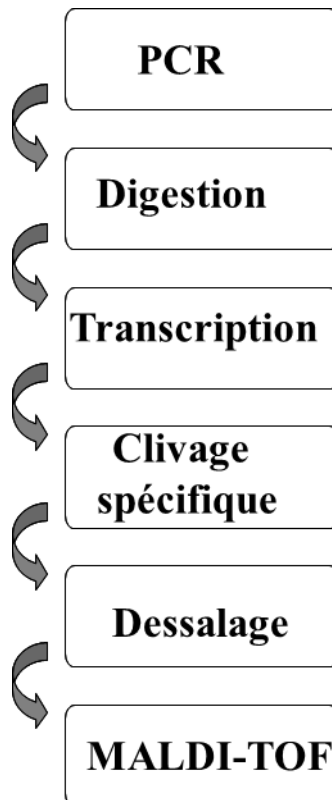 PCR
Digestion
Transcription
Clivage
spécifique
Dessalage
MALDI-TOF